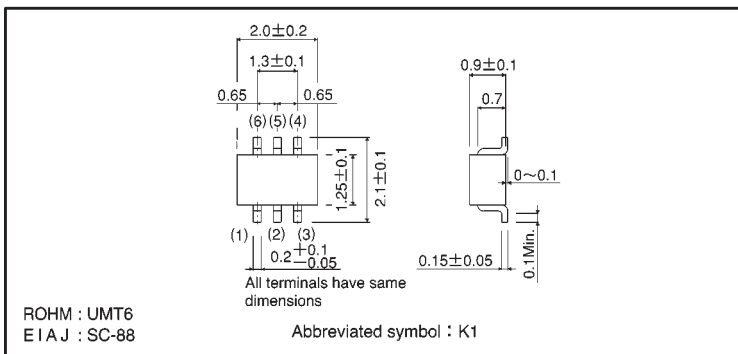 2.0±0.2
1.3±0.1
0.65 0.65
(6) (5) (4)
1.25±0.1
2.1±0.1
(1) (2) (3)
0.2 +0.1 −0.05
All terminals have same
dimensions
0.9±0.1
0.7
0~0.1
0.15±0.05
0.1Min.
ROHM : UMT6
EIAJ : SC-88
Abbreviated symbol : K1